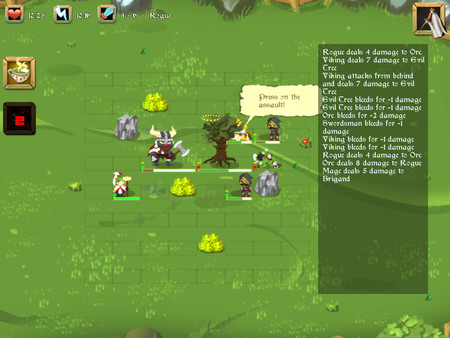 12/25 12/16 4-6 Rogue
Press on the
assault!
2
Rogue deals 4 damage to Orc
Viking deals 7 damage to Evil
Tree
Viking attacks from behind
and deals 7 damage to Evil
Tree
Evil Tree bleeds for -1 damage
Evil Tree bleeds for -1 damage
Orc bleeds for -2 damage
Swordsman bleeds for -1
damage
Viking bleeds for -1 damage
Viking bleeds for -1 damage
Rogue deals 4 damage to Orc
Orc deals 8 damage to Rogue
Mage deals 5 damage to
Brigand